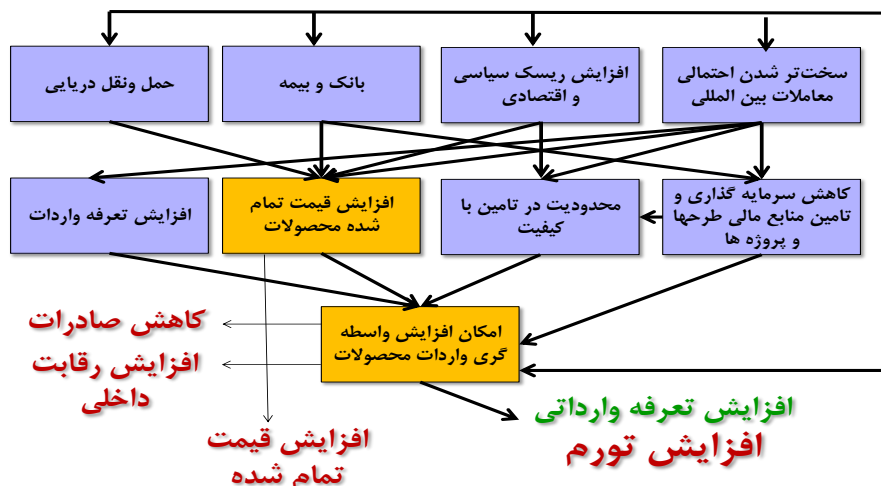 سخت‌تر شدن احتمالی
معاملات بین المللی
افزایش ریسک سیاسی
و اقتصادی
بانک و بیمه
حمل ونقل دریایی
کاهش سرمایه گذاری و
تامین منابع مالی طرحها
و پروژه ها
محدودیت در تامین با
کیفیت
افزایش قیمت تمام
شده محصولات
افزایش تعرفه واردات
امکان افزایش واسطه
گری واردات محصولات
کاهش صادرات
افزایش رقابت
داخلی
افزایش قیمت
تمام شده
افزایش تعرفه وارداتی
افزایش تورم